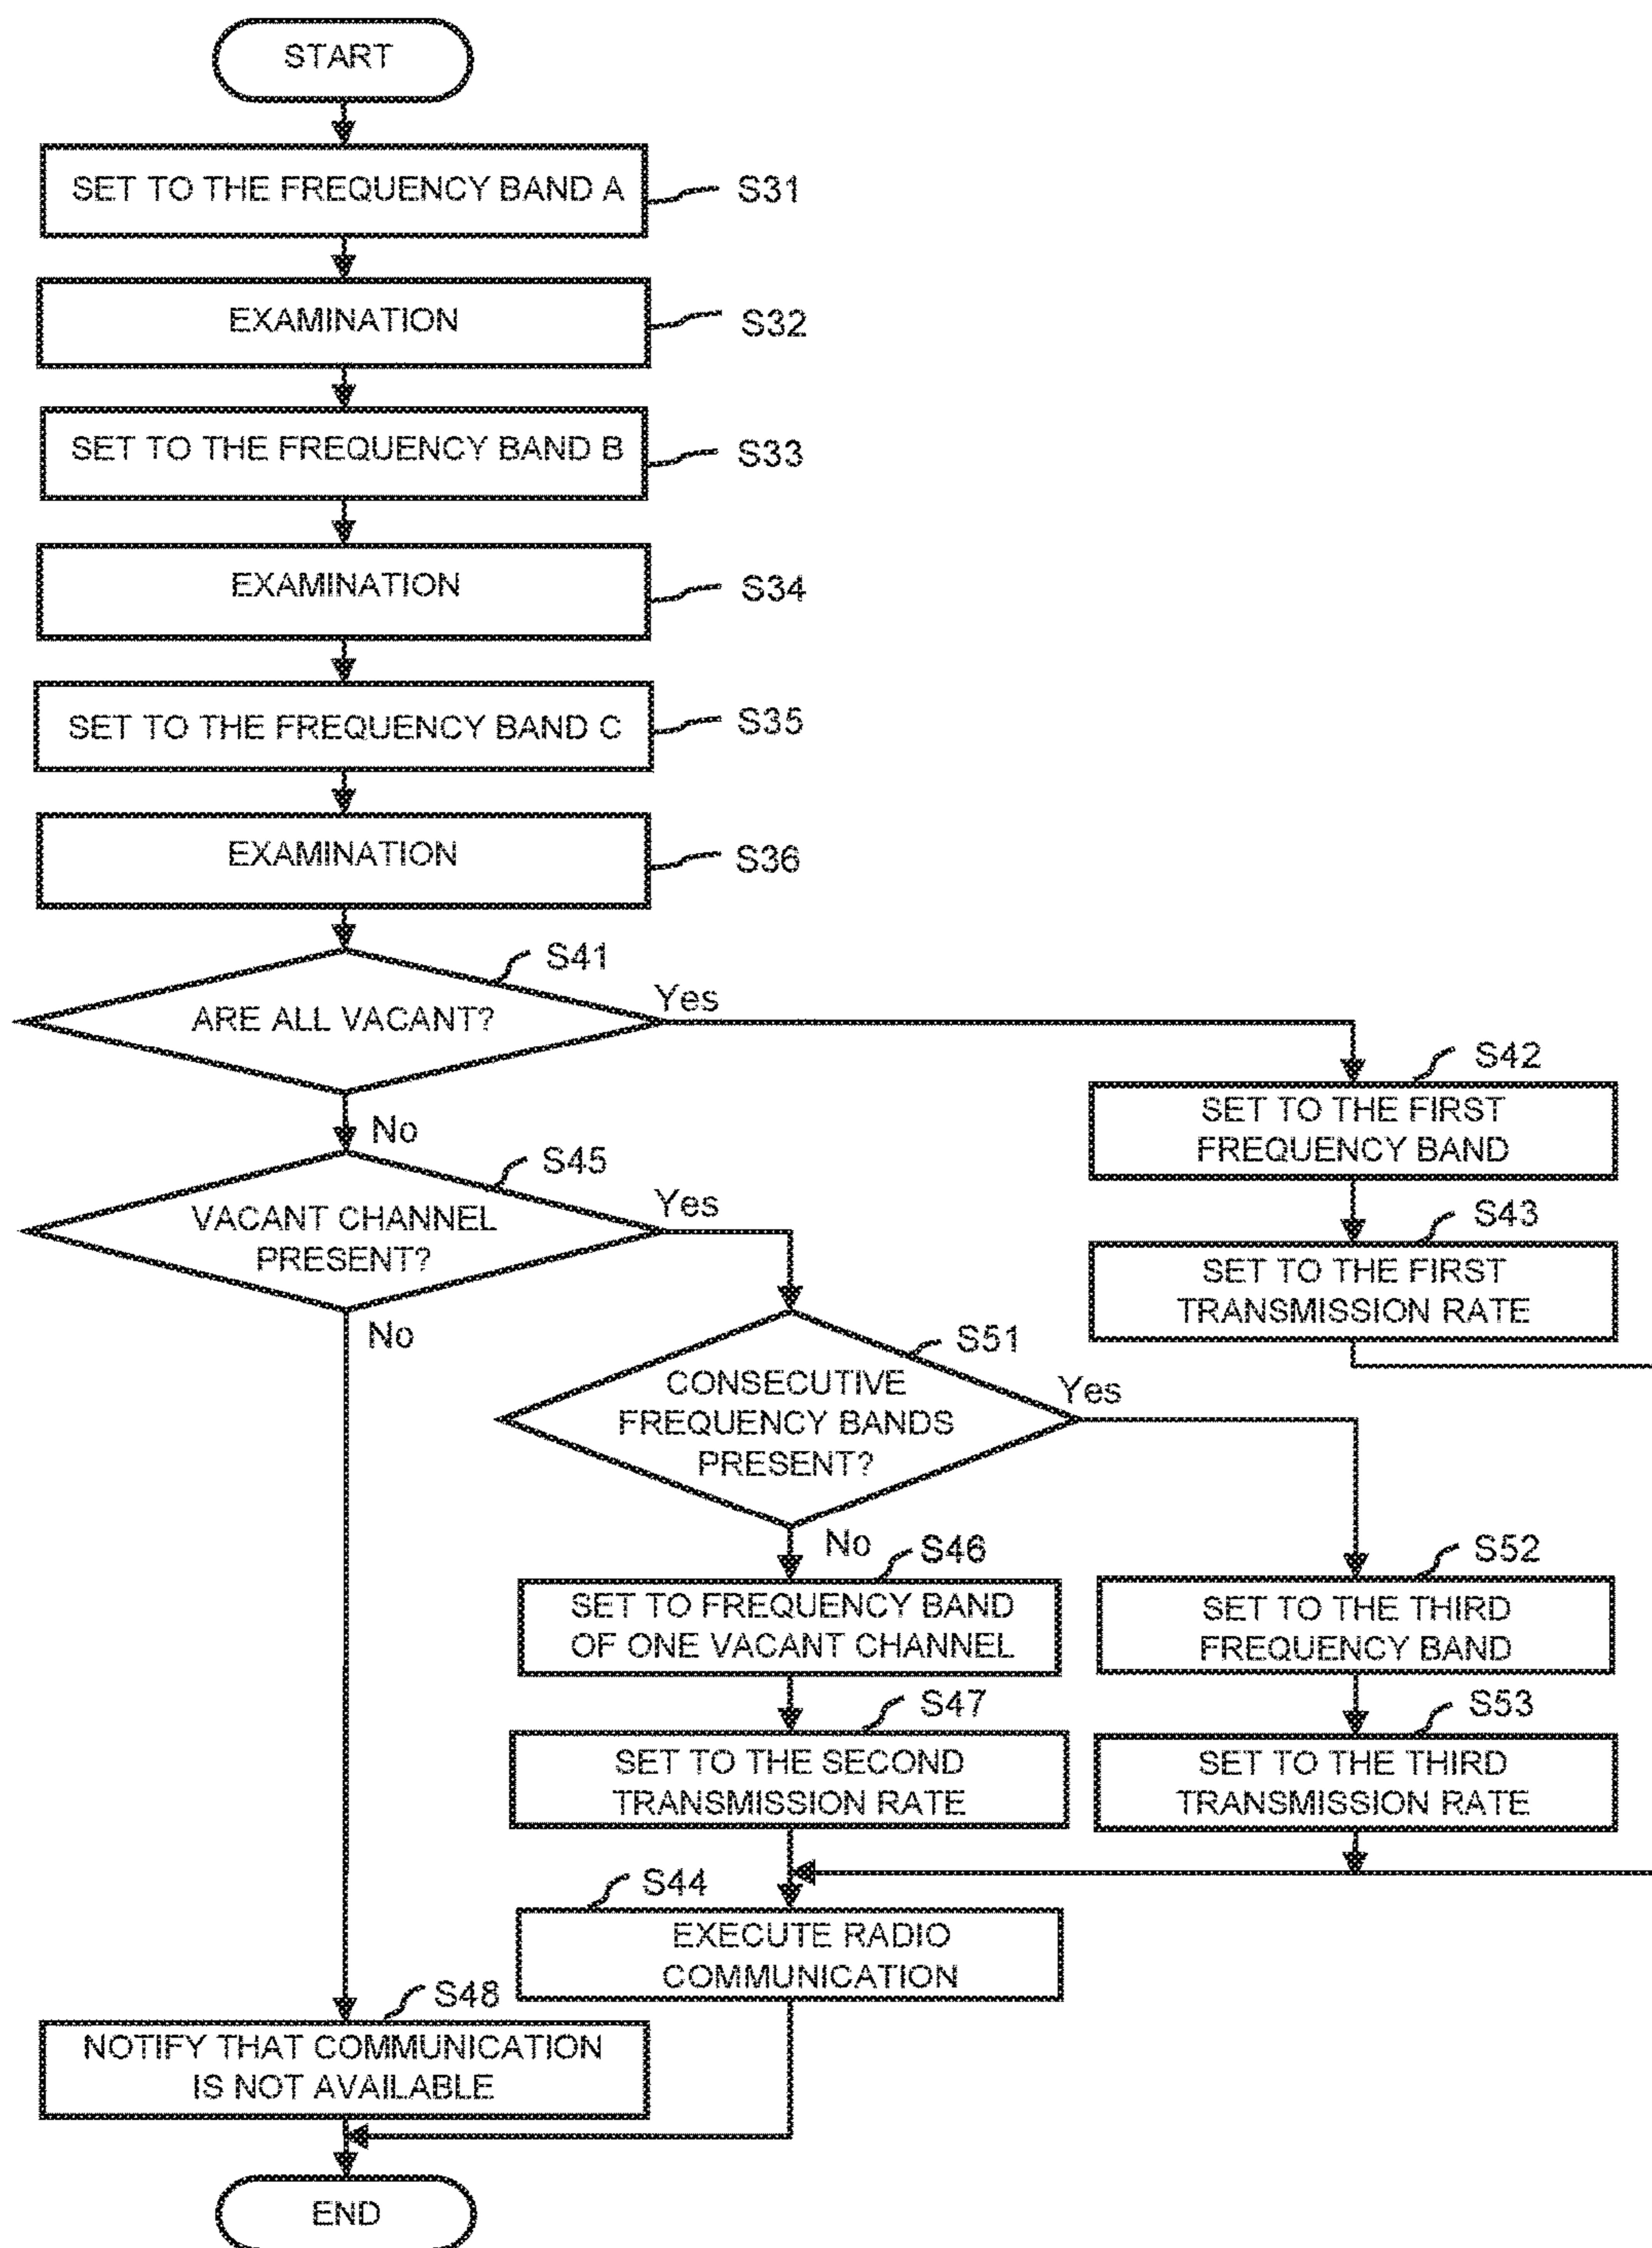 START
SET TO THE FREQUENCY BAND A
S31
EXAMINATION
S32
SET TO THE FREQUENCY BAND B
S33
EXAMINATION
S34
SET TO THE FREQUENCY BAND C
S35
EXAMINATION
S36
S41
ARE ALL VACANT?
Yes
No
S42
SET TO THE FIRST
FREQUENCY BAND
S43
SET TO THE FIRST
TRANSMISSION RATE
S45
VACANT CHANNEL
PRESENT?
Yes
No
S51
CONSECUTIVE
FREQUENCY BANDS
PRESENT?
Yes
No
S46
SET TO FREQUENCY BAND
OF ONE VACANT CHANNEL
S52
SET TO THE THIRD
FREQUENCY BAND
S47
SET TO THE SECOND
TRANSMISSION RATE
S53
SET TO THE THIRD
TRANSMISSION RATE
S44
EXECUTE RADIO
COMMUNICATION
S48
NOTIFY THAT COMMUNICATION
IS NOT AVAILABLE
END